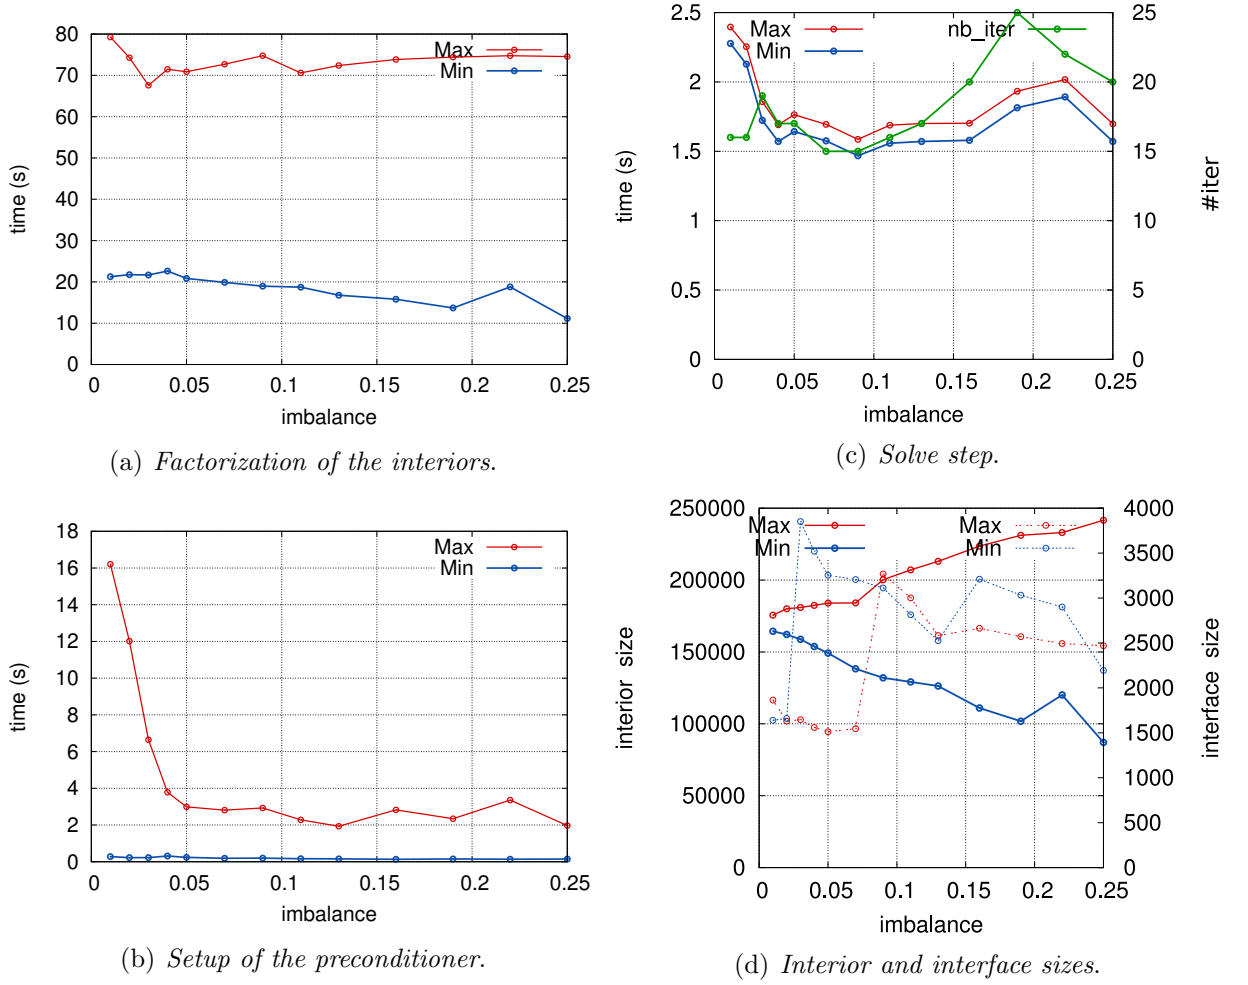 80
70
60
50
40
30
20
10
0
time (s)
Max
Min
0 0.05 0.1 0.15 0.2 0.25
imbalance
(a) Factorization of the interiors.
2.5
2
1.5
1
0.5
0
time (s)
Max
Min
nb_iter
25
20
15
10
5
0
#iter
0 0.05 0.1 0.15 0.2 0.25
imbalance
(c) Solve step.
18
16
14
12
10
8
6
4
2
0
time (s)
Max
Min
0 0.05 0.1 0.15 0.2 0.25
imbalance
(b) Setup of the preconditioner.
250000
200000
150000
100000
50000
0
interior size
Max
Min
Max
Min
4000
3500
3000
2500
2000
1500
1000
500
0
interface size
0 0.05 0.1 0.15 0.2 0.25
imbalance
(d) Interior and interface sizes.